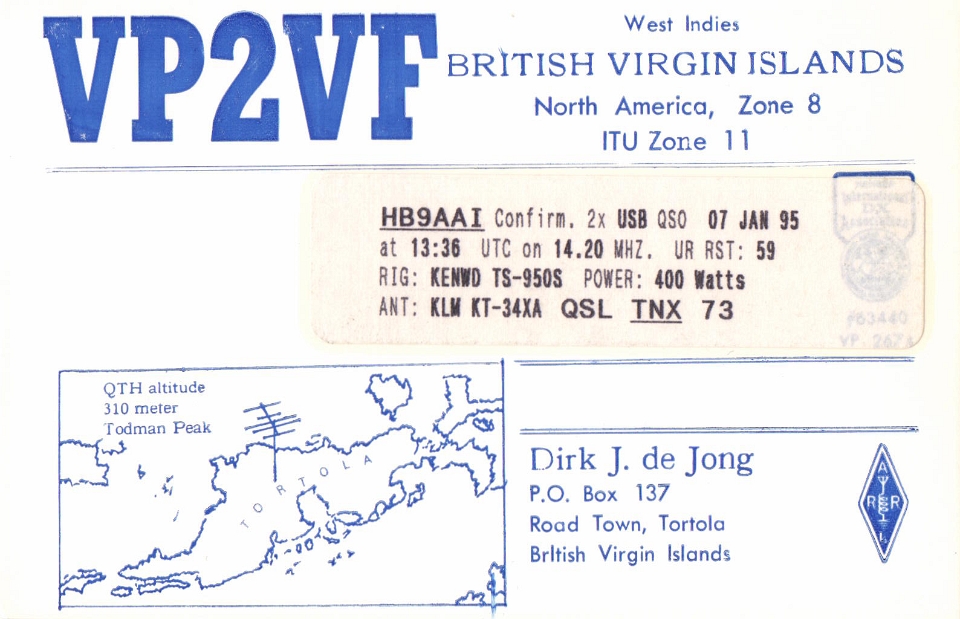 VP2VF
West Indies
BRITISH VIRGIN ISLANDS
North America, Zone 8
ITU Zone 11
HB9AAI Confirm. 2x USB QSO 07 JAN 95
at 13:36 UTC on 14.20 MHZ. UR RST: 59
RIG: KENWD TS-950S POWER: 400 Watts
ANT: KLM KT-34XA QSL TNX 73
International
DX
Association
QTH altitude
310 meter
Todman Peak
TORTOLA
Dirk J. de Jong
P.O. Box 137
Road Town, Tortola
BrItish Virgin Islands
A
R R
L